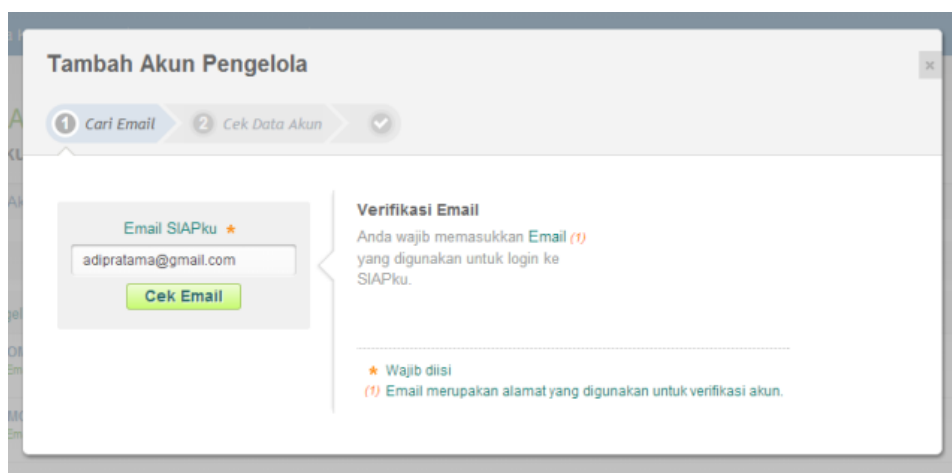 Tambah Akun Pengelola
×
1 Cari Email
2 Cek Data Akun
Email SIAPku *
adipratama@gmail.com
Cek Email
Verifikasi Email
Anda wajib memasukkan Email (1)
yang digunakan untuk login ke
SIAPku.
* Wajib diisi
(1) Email merupakan alamat yang digunakan untuk verifikasi akun.